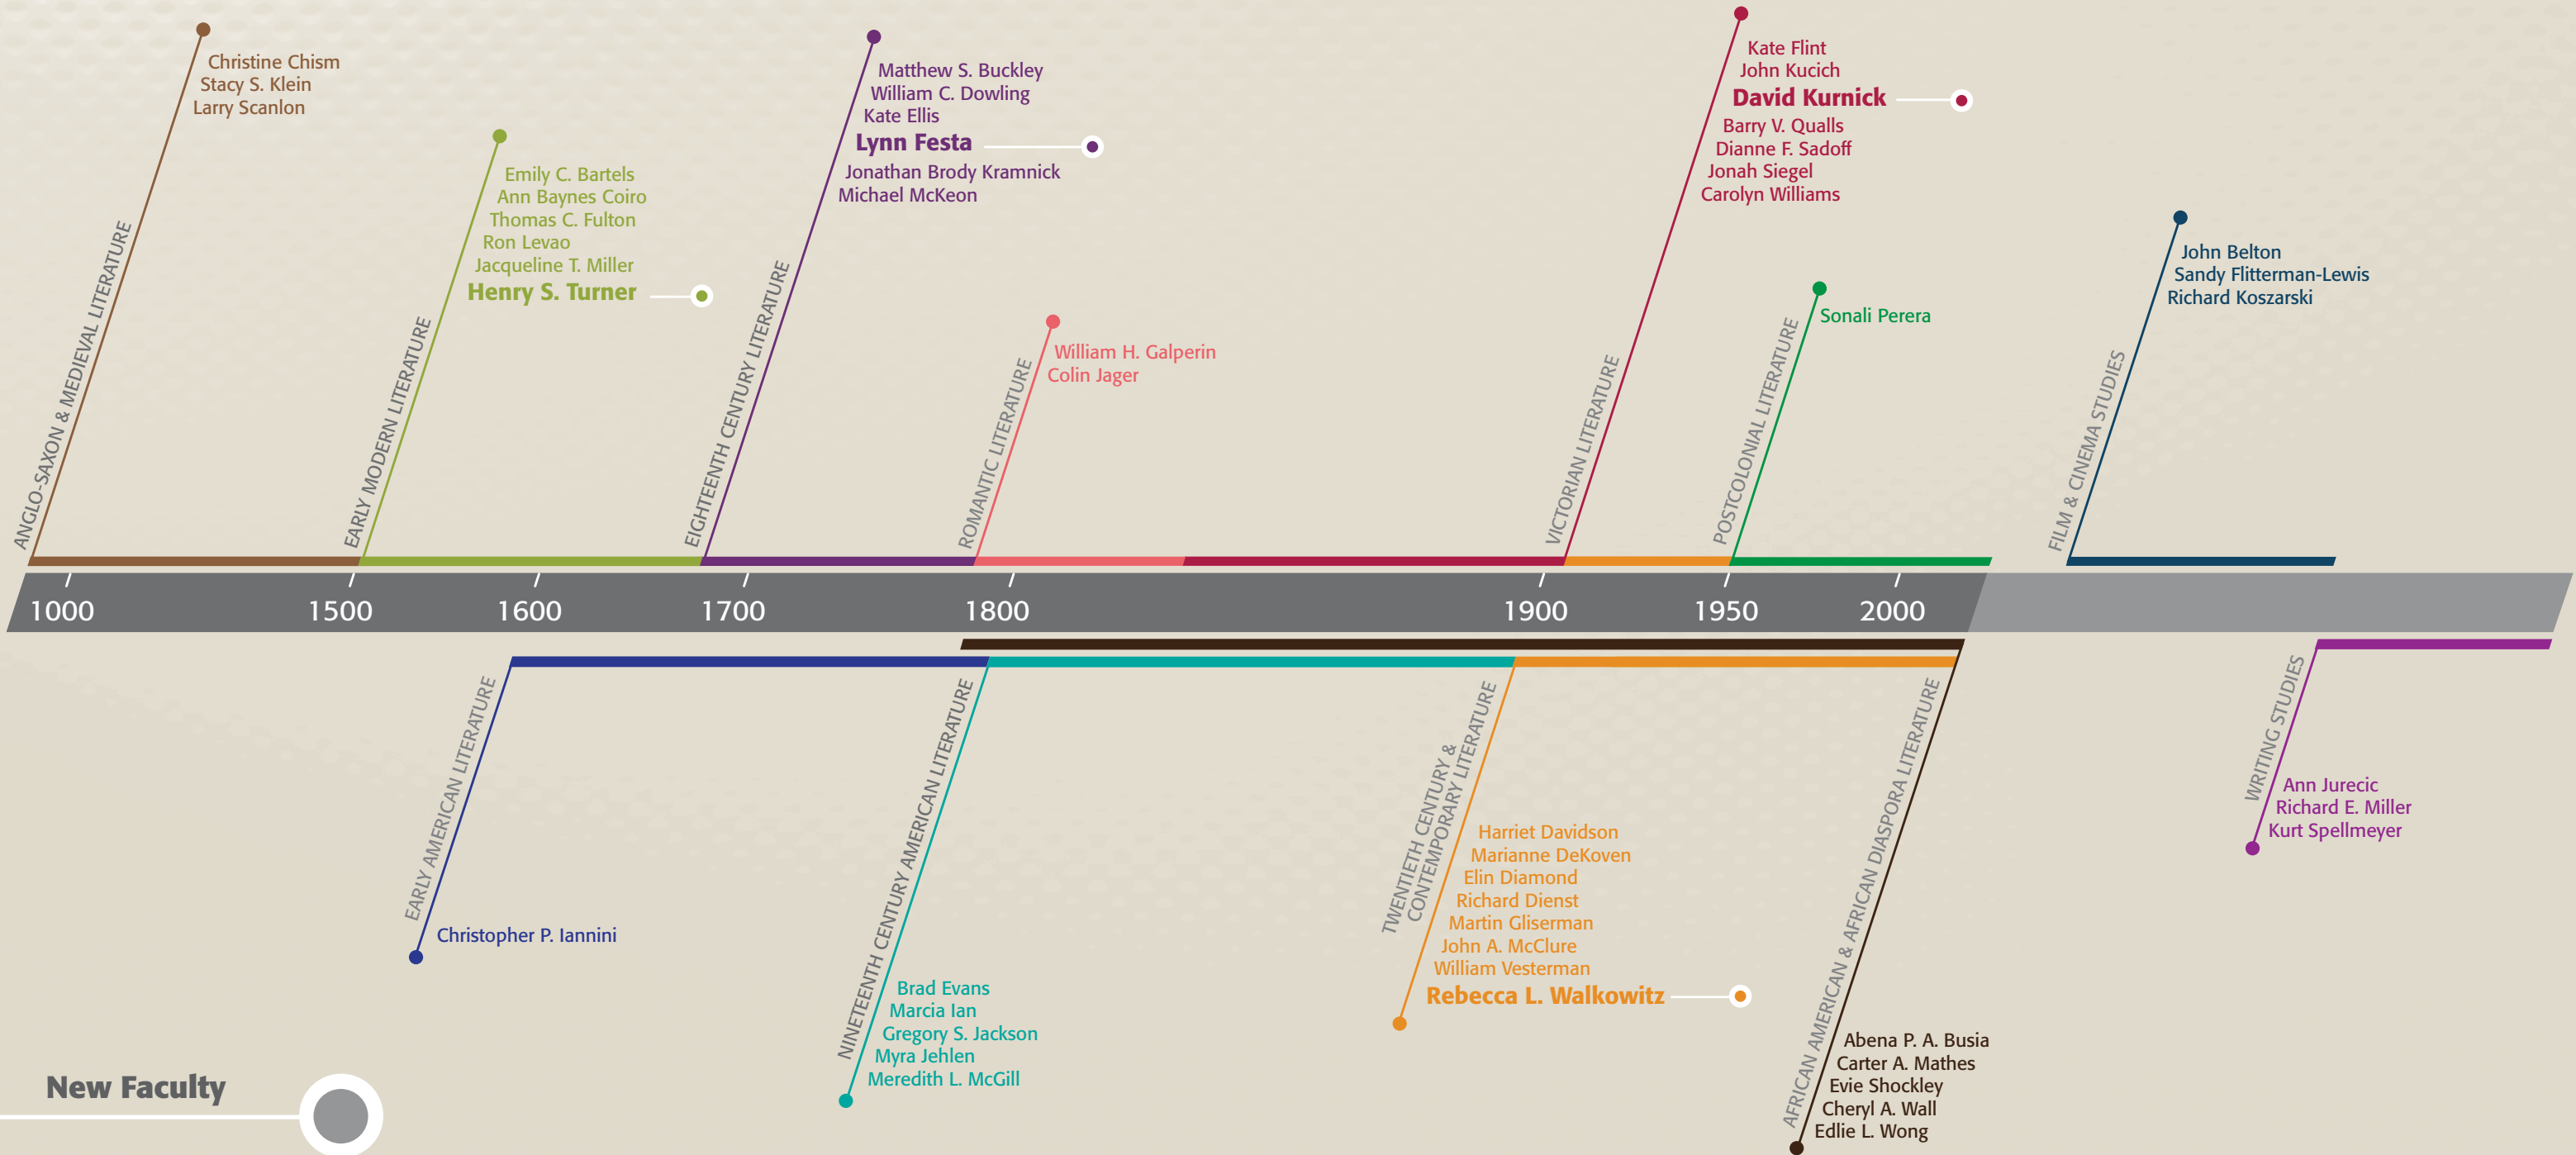 ANGLO-SAXON & MEDIEVAL LITERATURE
Christine Chism
Stacy S. Klein
Larry Scanlon
EARLY MODERN LITERATURE
Emily C. Bartels
Ann Baynes Coiro
Thomas C. Fulton
Ron Levao
Jacqueline T. Miller
Henry S. Turner
EIGHTEENTH CENTURY LITERATURE
Matthew S. Buckley
William C. Dowling
Kate Ellis
Lynn Festa
Jonathan Brody Kramnick
Michael McKeon
ROMANTIC LITERATURE
William H. Galperin
Colin Jager
VICTORIAN LITERATURE
Kate Flint
John Kucich
David Kurnick
Barry V. Qualls
Dianne F. Sadoff
Jonah Siegel
Carolyn Williams
POSTCOLONIAL LITERATURE
Sonali Perera
FILM & CINEMA STUDIES
John Belton
Sandy Flitterman-Lewis
Richard Koszarski
1000 1500 1600 1700 1800 1900 1950 2000
EARLY AMERICAN LITERATURE
Christopher P. Iannini
NINETEENTH CENTURY AMERICAN LITERATURE
Brad Evans
Marcia Ian
Gregory S. Jackson
Myra Jehlen
Meredith L. McGill
TWENTIETH CENTURY &
CONTEMPORARY LITERATURE
Harriet Davidson
Marianne DeKoven
Elin Diamond
Richard Dienst
Martin Gliserman
John A. McClure
William Vesterman
Rebecca L. Walkowitz
AFRICAN AMERICAN & AFRICAN DIASPORA LITERATURE
Abena P. A. Busia
Carter A. Mathes
Evie Shockley
Cheryl A. Wall
Edlie L. Wong
WRITING STUDIES
Ann Jurecic
Richard E. Miller
Kurt Spellmeyer
New Faculty